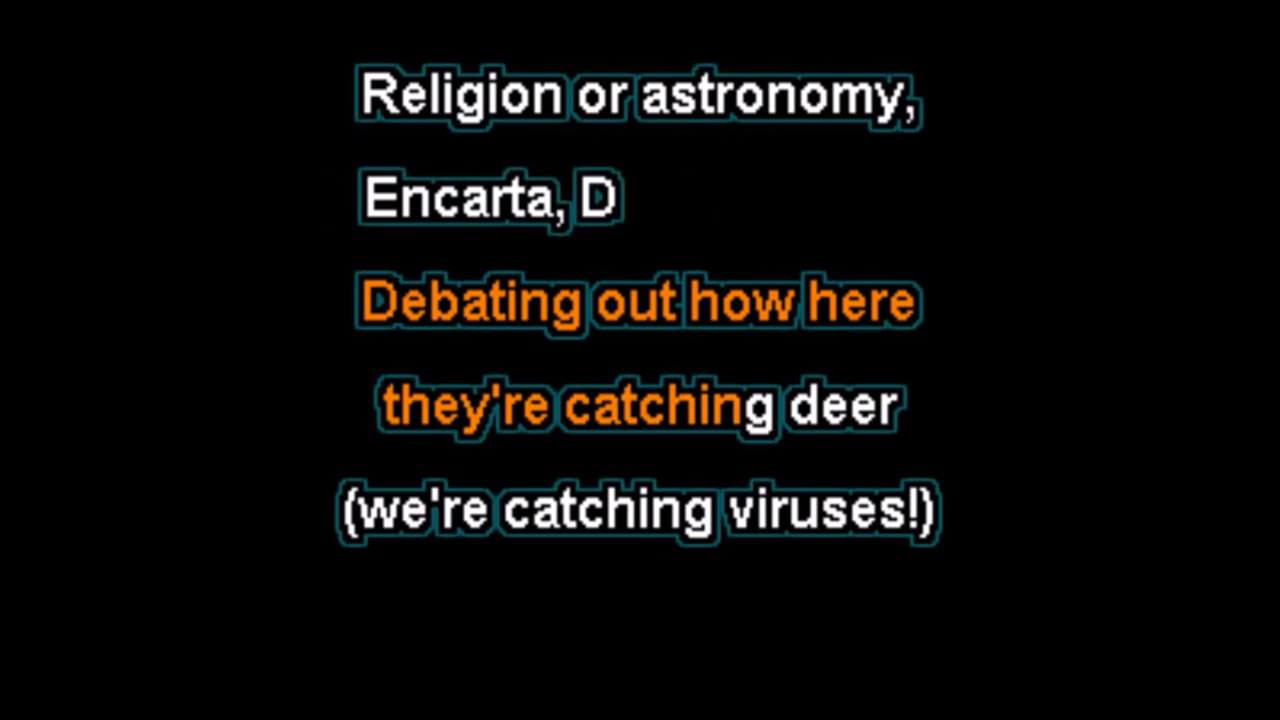 Religion or astronomy,
Encarta, D
Debating out how here
they're catching deer
(we're catching viruses!)